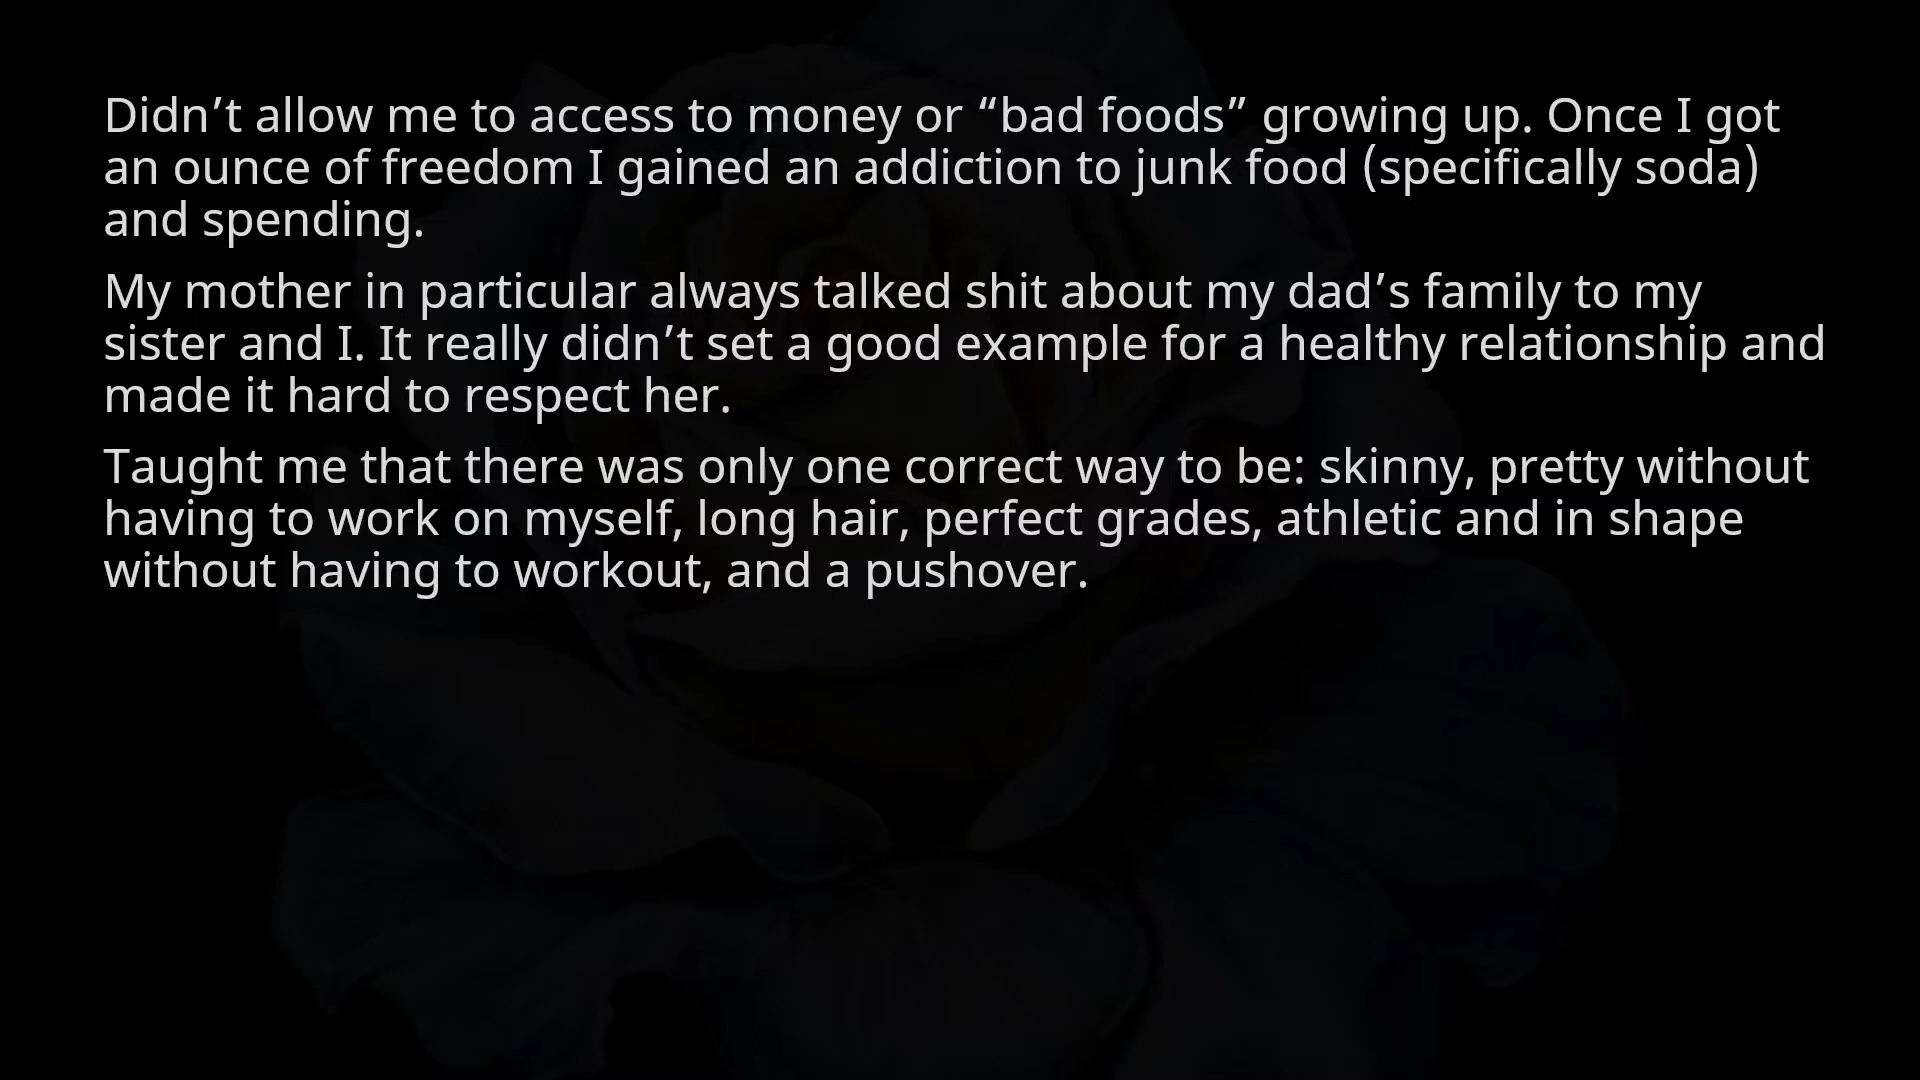 Didn’t allow me to access to money or “bad foods” growing up. Once I got
an ounce of freedom I gained an addiction to junk food (specifically soda)
and spending.
My mother in particular always talked shit about my dad’s family to my
sister and I. It really didn’t set a good example for a healthy relationship and
made it hard to respect her.
Taught me that there was only one correct way to be: skinny, pretty without
having to work on myself, long hair, perfect grades, athletic and in shape
without having to workout, and a pushover.